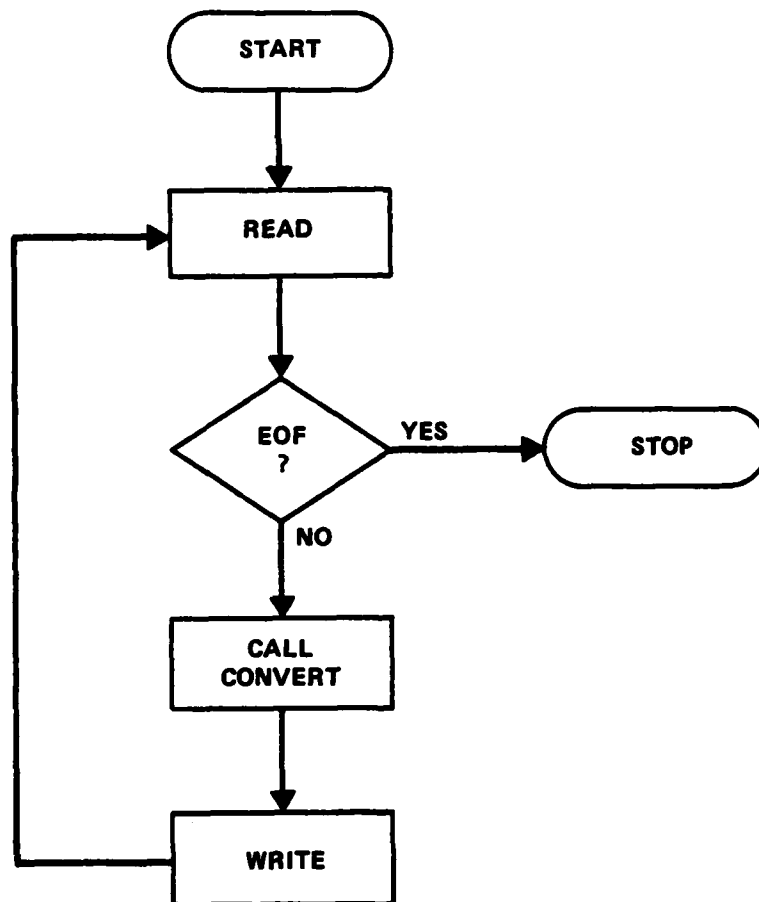 START
READ
EOF
?
YES
STOP
NO
CALL
CONVERT
WRITE